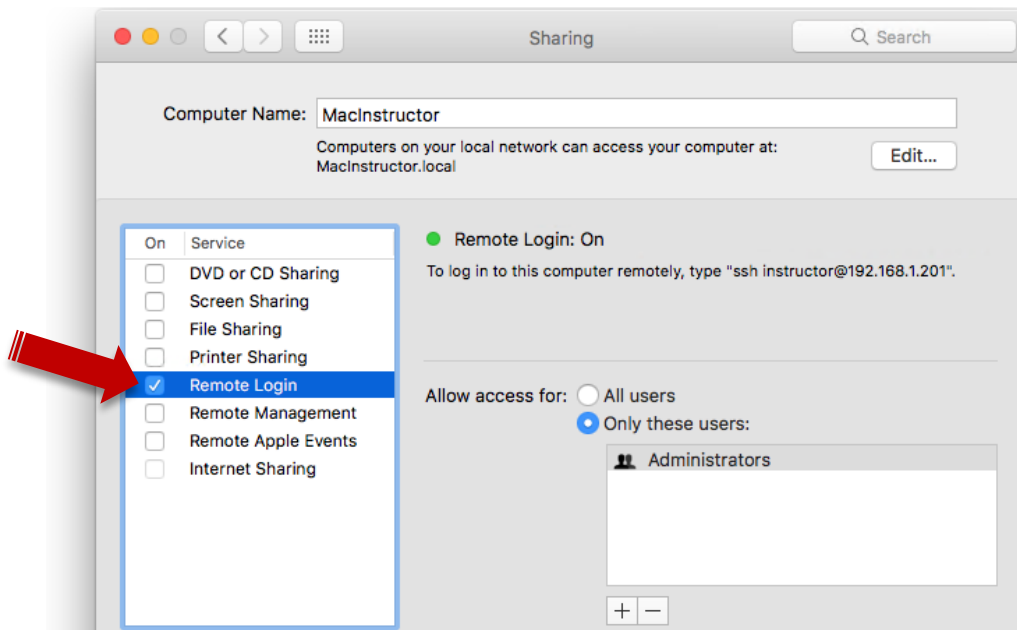 Sharing
Search
Computer Name: MacInstructor
Computers on your local network can access your computer at:
MacInstructor.local
Edit...
On Service
DVD or CD Sharing
Screen Sharing
File Sharing
Printer Sharing
Remote Login
Remote Management
Remote Apple Events
Internet Sharing
Remote Login: On
To log in to this computer remotely, type "ssh instructor@192.168.1.201".
Allow access for: All users
Only these users:
Administrators